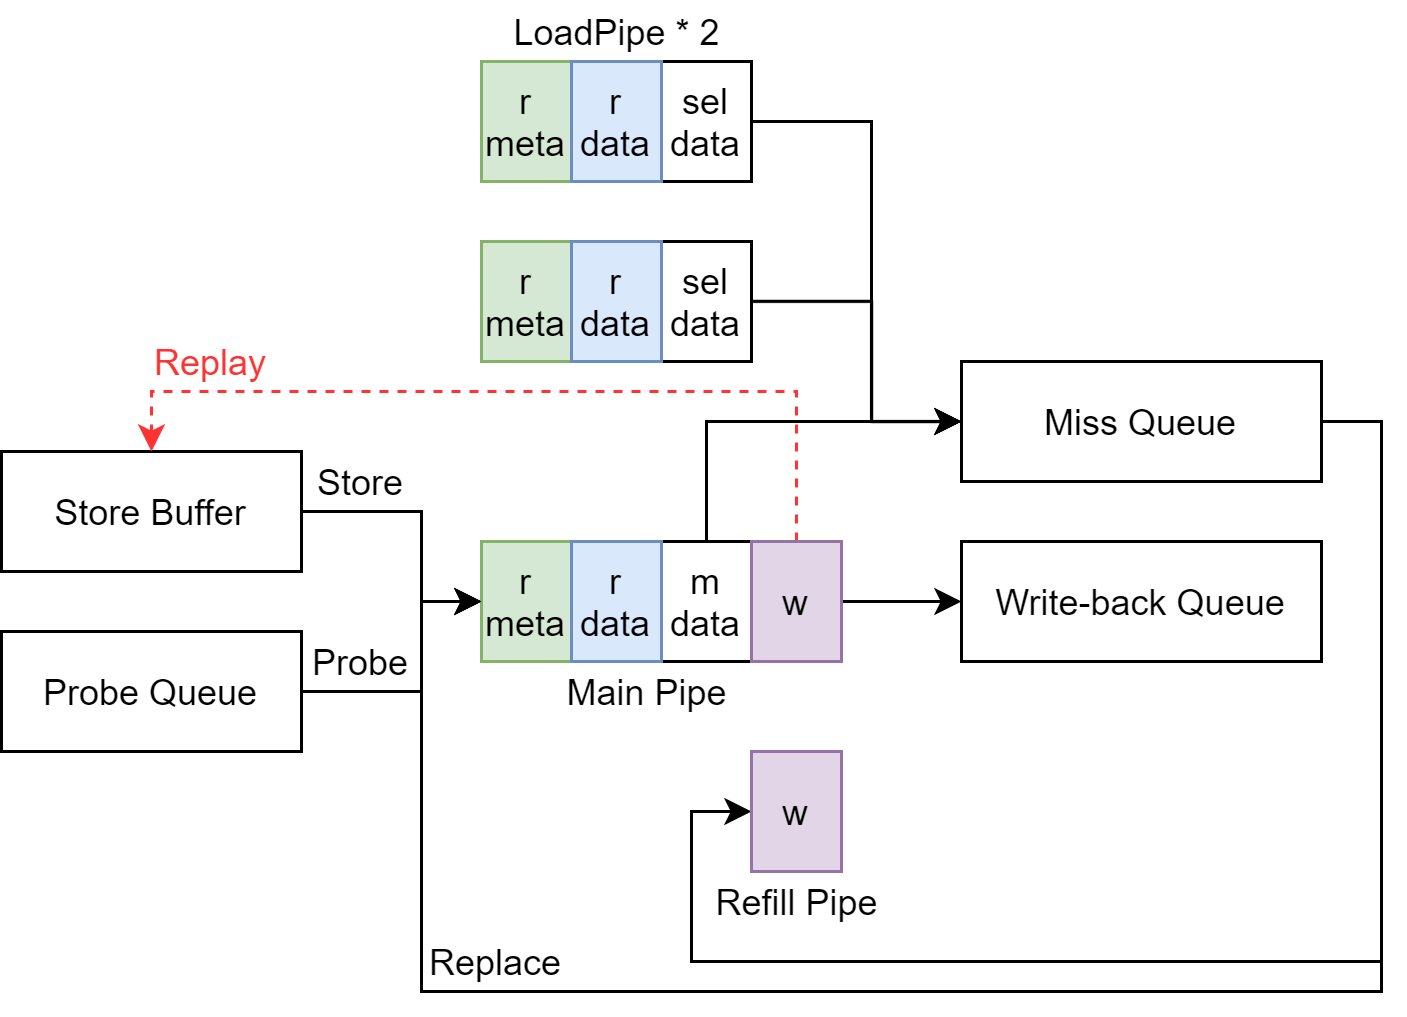 LoadPipe * 2
r
meta
r
data
sel
data
r
meta
r
data
sel
data
Replay
Miss Queue
Store
Store Buffer
r
meta
r
data
m
data
w
Write-back Queue
Probe
Probe Queue
Main Pipe
w
Refill Pipe
Replace